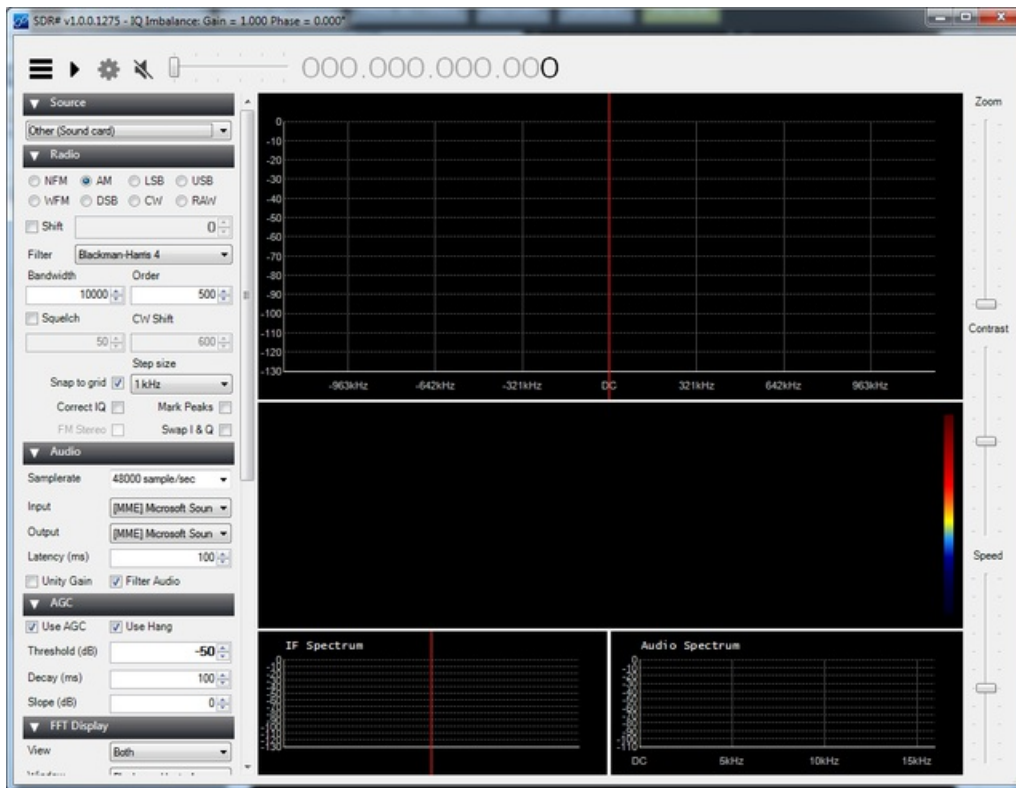 SDR# v1.0.0.1275 - IQ Imbalance: Gain = 1.000 Phase = 0.000°
000.000.000.000
Source
Other (Sound card)
Radio
NFM AM LSB USB
WFM DSB CW RAW
Shift 0
Filter Blackman-Harris 4
Bandwidth Order
10000 500
Squelch CW Shift
50 600
Step size
Snap to grid 1 kHz
Correct IQ Mark Peaks
FM Stereo Swap I & Q
Audio
Samplerate 48000 sample/sec
Input [MME] Microsoft Soun
Output [MME] Microsoft Soun
Latency (ms) 100
Unity Gain Filter Audio
AGC
Use AGC Use Hang
Threshold (dB) -50
Decay (ms) 100
Slope (dB) 0
FFT Display
View Both
0
-10
-20
-30
-40
-50
-60
-70
-80
-90
-100
-110
-120
-130
-963kHz -642kHz -321kHz DC 321kHz 642kHz 963kHz
IF Spectrum
0
-130
Audio Spectrum
0
-110
DC 5kHz 10kHz 15kHz
Zoom
Contrast
Speed